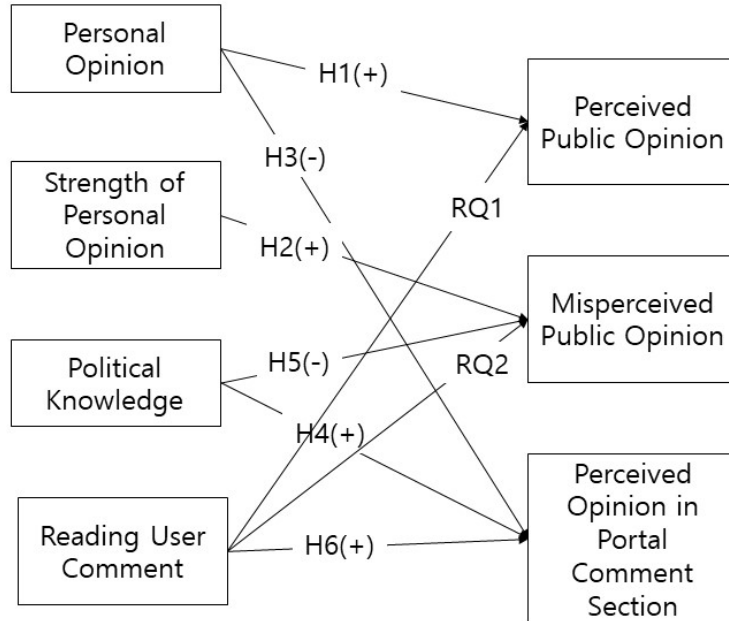 Personal
Opinion
Strength of
Personal
Opinion
Political
Knowledge
Reading User
Comment
H1(+)
H3(-)
H2(+)
RQ1
H5(-)
RQ2
H4(+)
H6(+)
Perceived
Public Opinion
Misperceived
Public Opinion
Perceived
Opinion in
Portal
Comment
Section